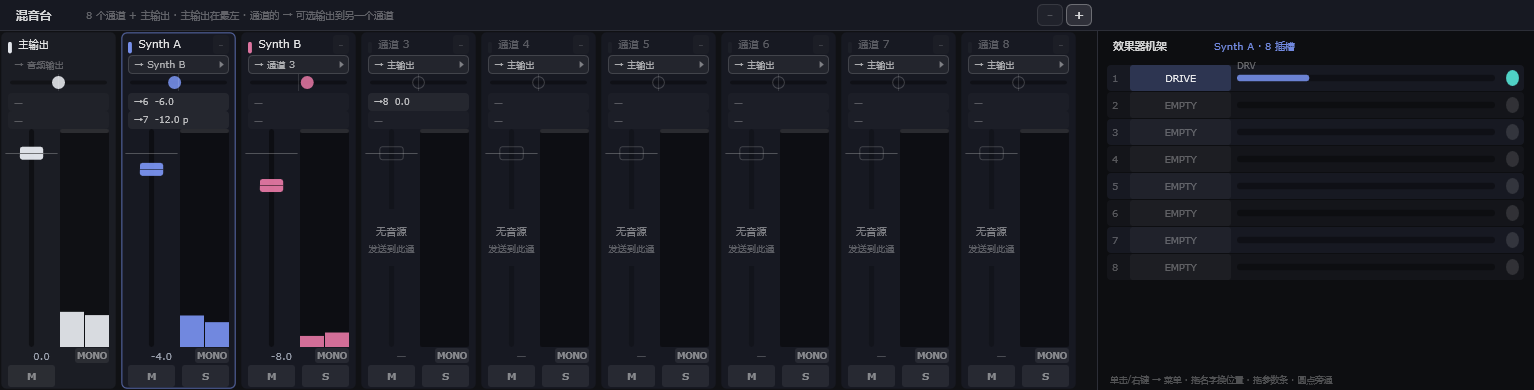 混音台 8 个通道 + 主输出 · 主输出在最左 · 通道的 → 可选输出到另一个通道 - +
主输出 Synth A - Synth B - 通道 3 - 通道 4 - 通道 5 - 通道 6 - 通道 7 - 通道 8 -
→ 音频输出 → Synth B → 通道 3 → 主输出 → 主输出 → 主输出 → 主输出 → 主输出 → 主输出
— →6 -6.0 — →8 0.0 — — — — —
— →7 -12.0 p — — — — — — —
无音源 无音源 无音源 无音源 无音源 无音源
发送到此通 发送到此通 发送到此通 发送到此通 发送到此通 发送到此通
0.0 MONO -4.0 MONO -8.0 MONO — MONO — MONO — MONO — MONO — MONO — MONO
M M S M S M S M S M S M S M S M S
效果器机架 Synth A · 8 插槽
DRV
1 DRIVE
2 EMPTY
3 EMPTY
4 EMPTY
5 EMPTY
6 EMPTY
7 EMPTY
8 EMPTY
单击/右键 → 菜单 · 拖名字换位置 · 拖参数条 · 圆点旁通